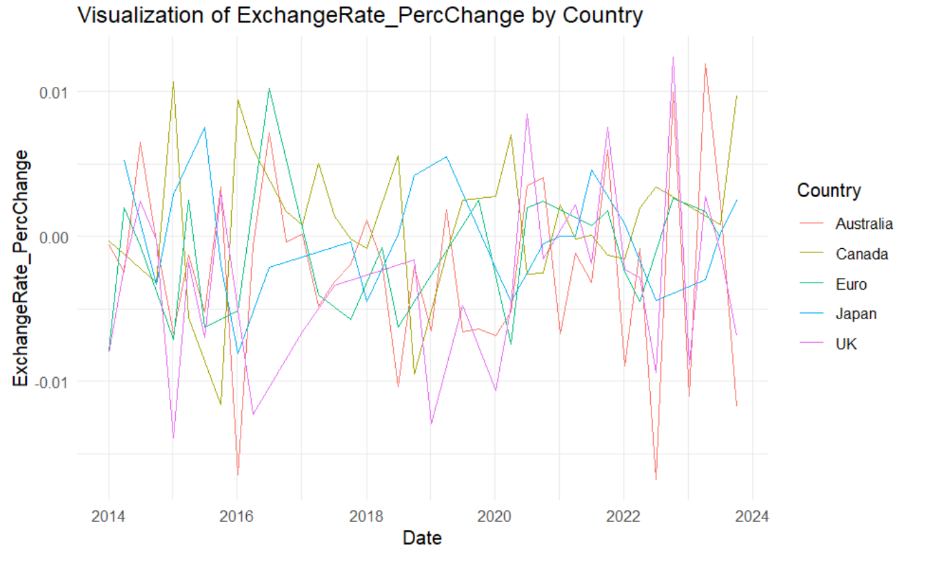 Visualization of ExchangeRate_PercChange by Country
ExchangeRate_PercChange
0.01
0.00
-0.01
2014
2016
2018
2020
2022
2024
Date
Country
Australia
Canada
Euro
Japan
UK